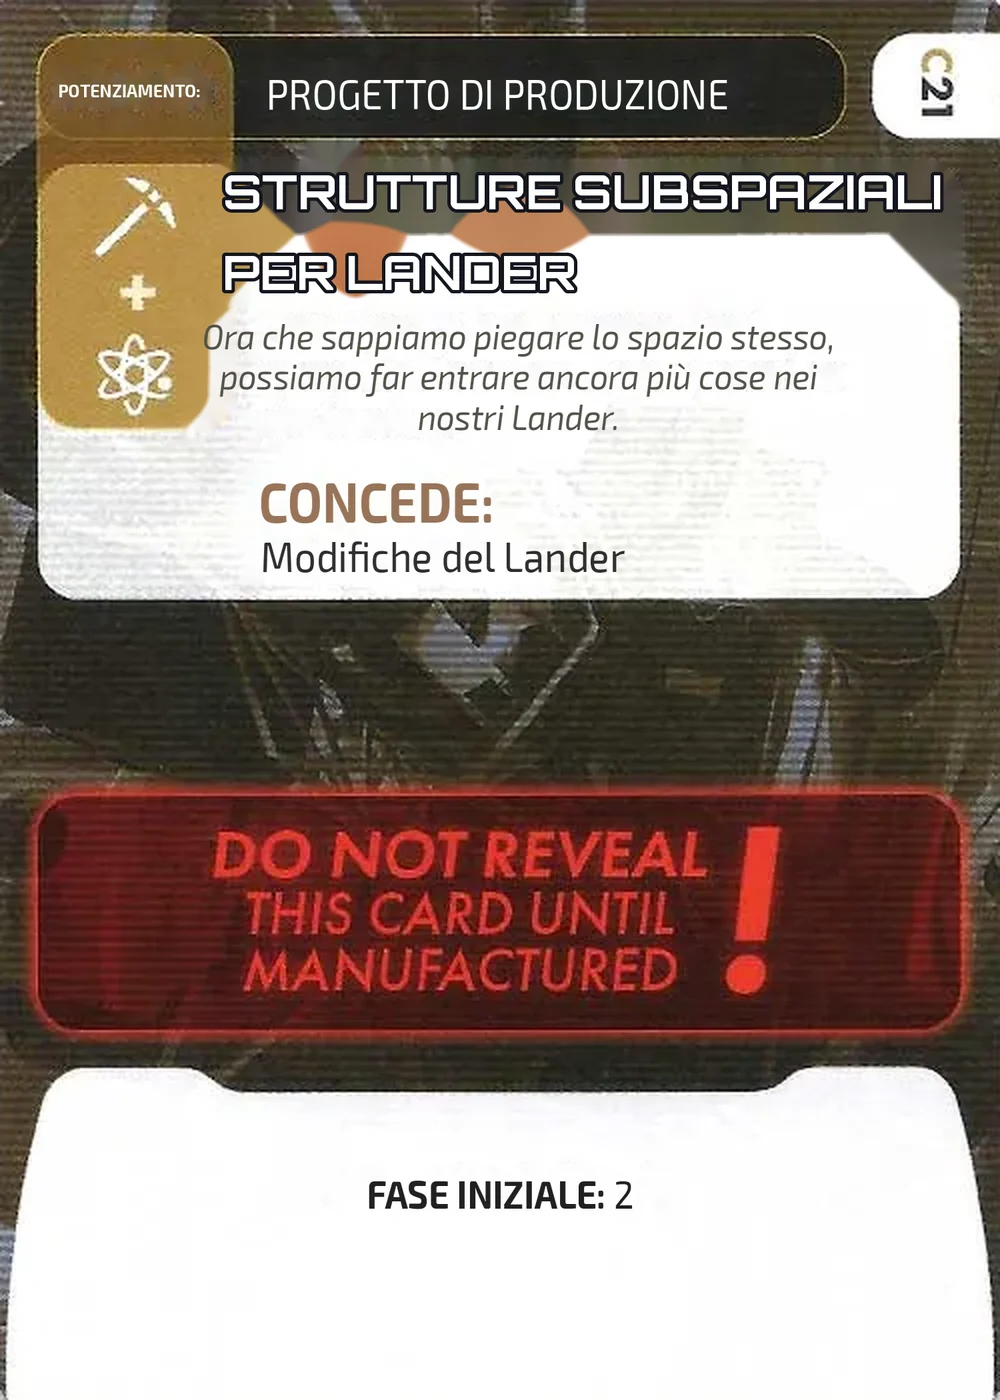 POTENZIAMENTO:
PROGETTO DI PRODUZIONE
C21
STRUTTURE SUBSPAZIALI
PER LANDER
Ora che sappiamo piegare lo spazio stesso,
possiamo far entrare ancora più cose nei
nostri Lander.
CONCEDE:
Modifiche del Lander
DO NOT REVEAL
THIS CARD UNTIL
MANUFACTURED
!
FASE INIZIALE: 2